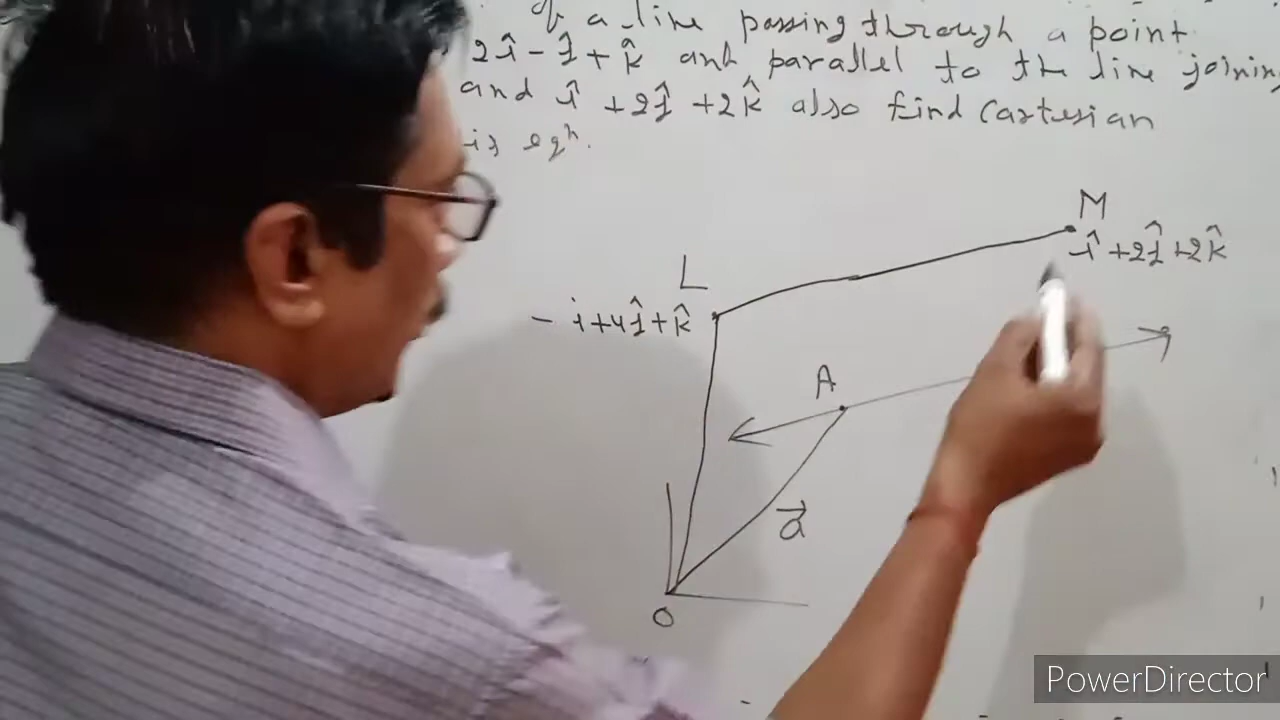 of a line passing through a point
2î - ĵ + k̂ and parallel to the line joining
and î + 2ĵ + 2k̂ also find Cartesian
is eqⁿ.
M
î + 2ĵ + 2k̂
L
- i + 4ĵ + k̂
A
a⃗
O
PowerDirector